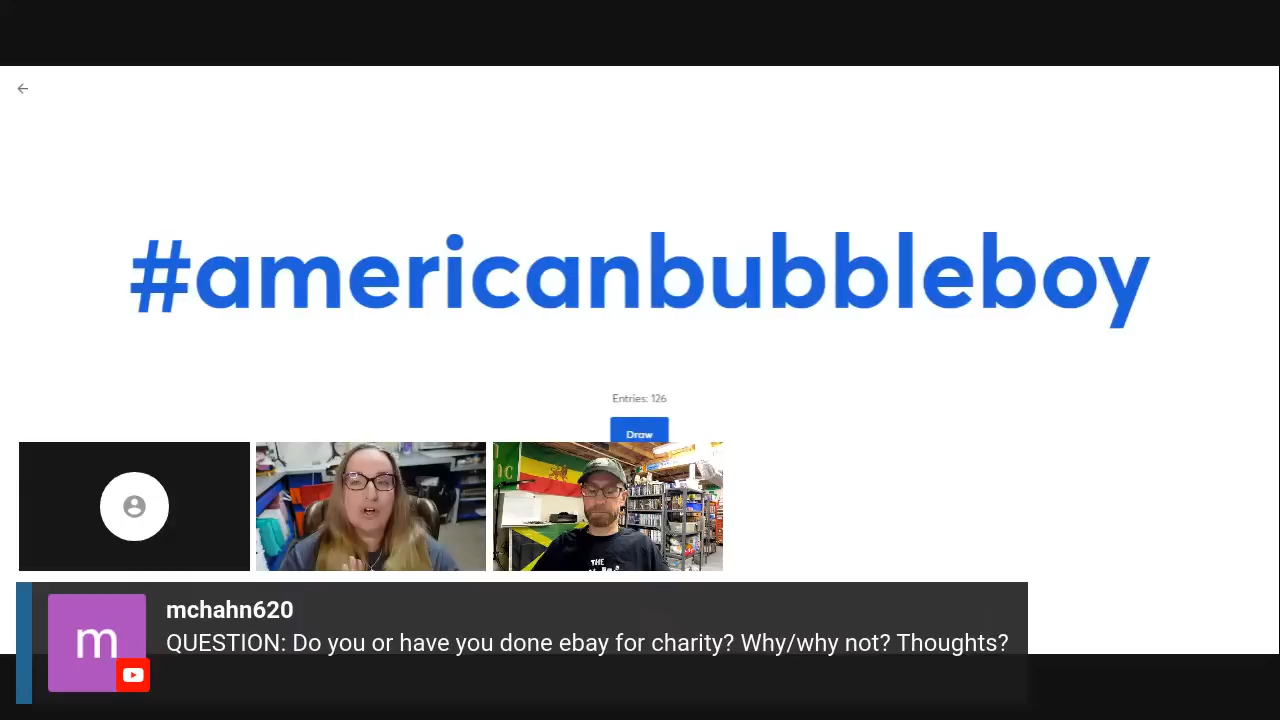 #americanbubbleboy
Entries: 126
Draw
THE
m
mchahn620
QUESTION: Do you or have you done ebay for charity? Why/why not? Thoughts?